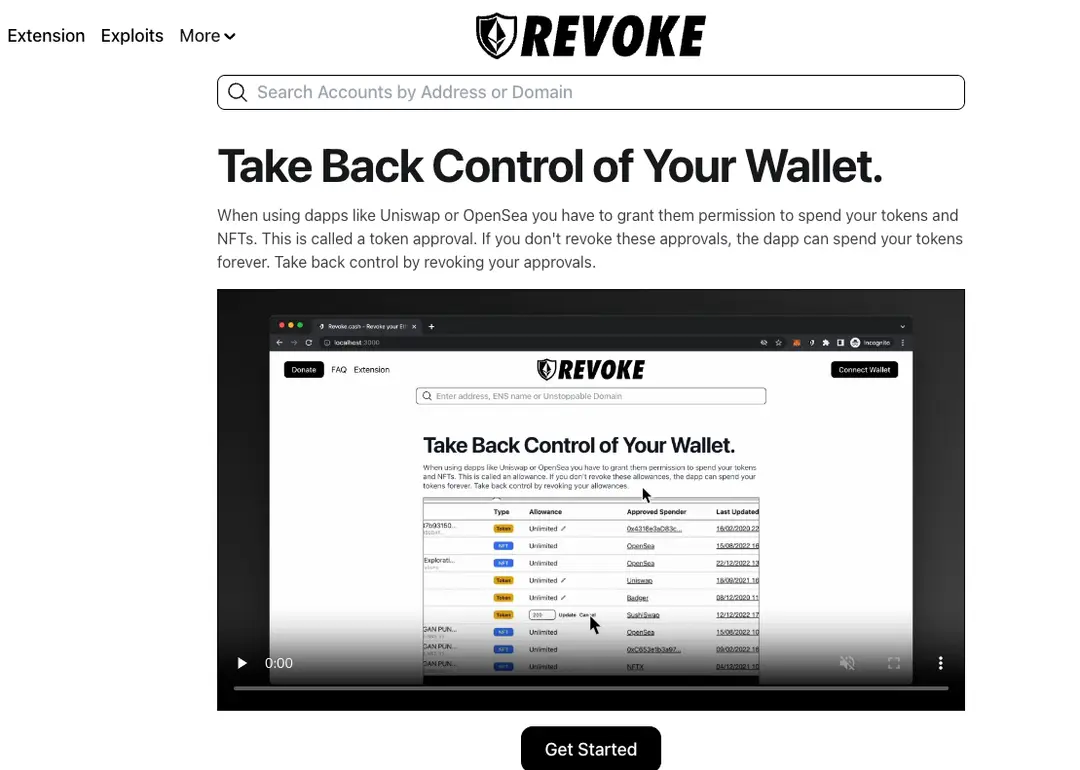 Extension Exploits More
REVOKE
Search Accounts by Address or Domain
Take Back Control of Your Wallet.
When using dapps like Uniswap or OpenSea you have to grant them permission to spend your tokens and
NFTs. This is called a token approval. If you don't revoke these approvals, the dapp can spend your tokens
forever. Take back control by revoking your approvals.
Revoke.cash - Revoke your Eth
localhost:3000 Incognito
Donate FAQ Extension REVOKE Connect Wallet
Enter address, ENS name or Unstoppable Domain
Take Back Control of Your Wallet.
When using dapps like Uniswap or OpenSea you have to grant them permission to spend your tokens
and NFTs. This is called an allowance. If you don't revoke these allowances, the dapp can spend your
tokens forever. Take back control by revoking your allowances.
Type Allowance Approved Spender Last Updated
Token Unlimited 16/02/2020 22
NFT Unlimited OpenSea 15/08/2022 16
Explorati... NFT Unlimited OpenSea 22/12/2022 13
Token Unlimited Uniswap 18/09/2021 10
Token Unlimited Badger 08/12/2020 11
Token 200 Update Cancel SushiSwap 12/12/2022 17
GAN PUN... NFT Unlimited OpenSea 15/08/2022 10
GAN PUN... NFT Unlimited 09/02/2022 16
GAN PUN... NFT Unlimited NFTX 04/12/2021 10
0:00
Get Started